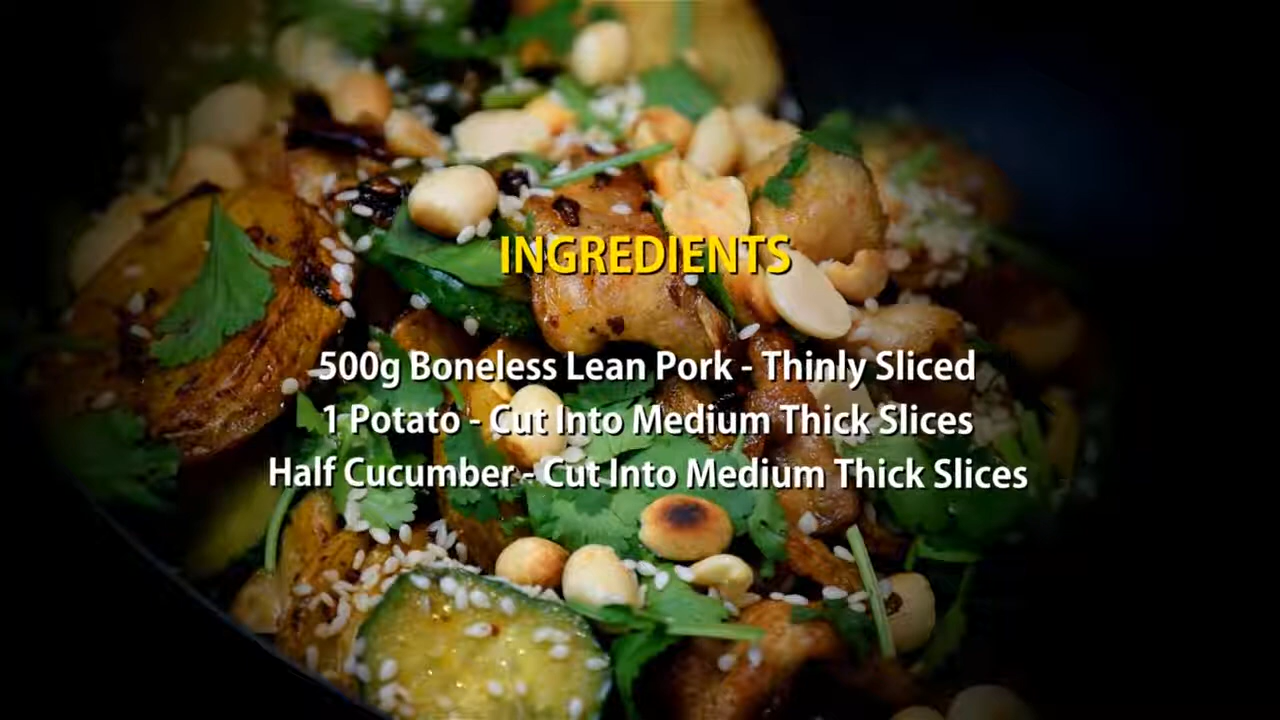 INGREDIENTS
500g Boneless Lean Pork - Thinly Sliced
1 Potato - Cut Into Medium Thick Slices
Half Cucumber - Cut Into Medium Thick Slices